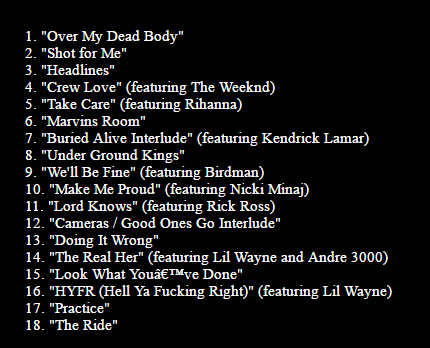 1. "Over My Dead Body"
2. "Shot for Me"
3. "Headlines"
4. "Crew Love" (featuring The Weeknd)
5. "Take Care" (featuring Rihanna)
6. "Marvins Room"
7. "Buried Alive Interlude" (featuring Kendrick Lamar)
8. "Under Ground Kings"
9. "We'll Be Fine" (featuring Birdman)
10. "Make Me Proud" (featuring Nicki Minaj)
11. "Lord Knows" (featuring Rick Ross)
12. "Cameras / Good Ones Go Interlude"
13. "Doing It Wrong"
14. "The Real Her" (featuring Lil Wayne and Andre 3000)
15. "Look What Youâ€™ve Done"
16. "HYFR (Hell Ya Fucking Right)" (featuring Lil Wayne)
17. "Practice"
18. "The Ride"